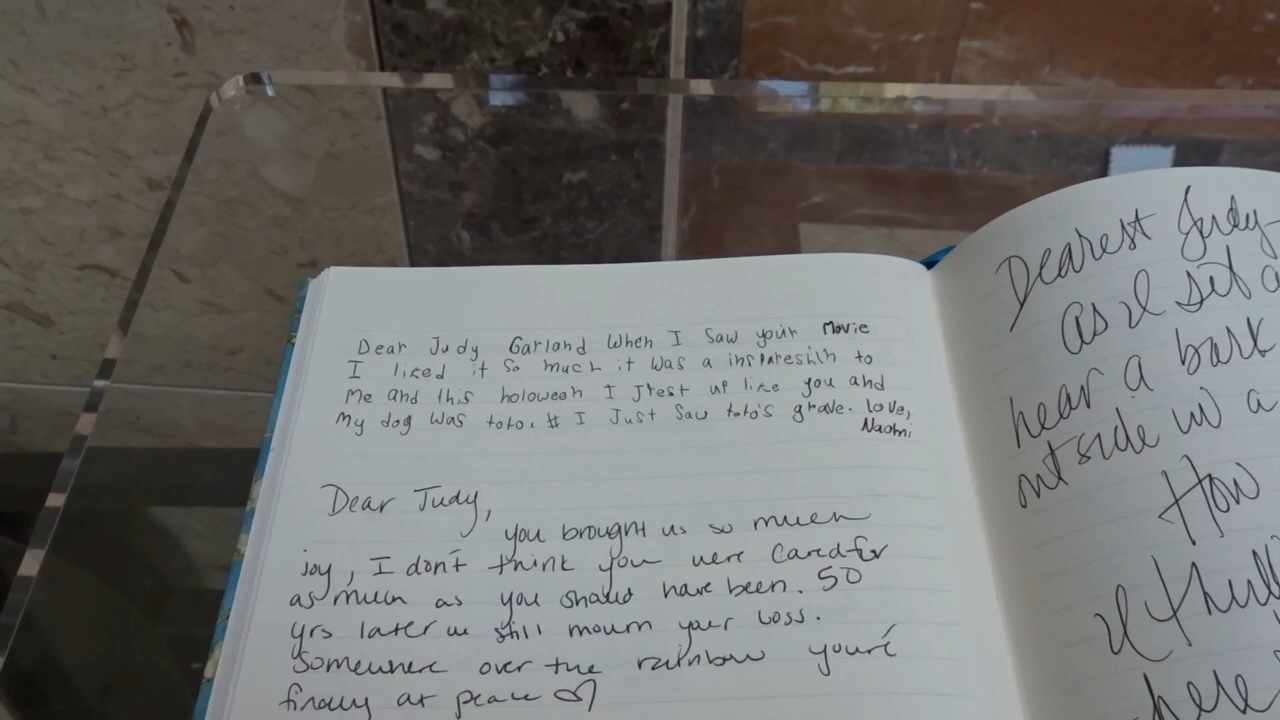 Dear Judy Garland When I Saw your Movie
I liked it so much it was a insparesihn to
Me and this holoween I Jrest up like you and
My dog was toto. # I Just Saw toto's grave. love,
Naomi
Dear Judy,
you brought us so much
joy, I don't think you were cared for
as much as you should have been. 50
yrs later we still mourn your loss.
Somewhere over the rainbow you're
finally at peace ♡
Dearest Judy-
As I sit a
hear a bark
outside in a
How
I thull
here